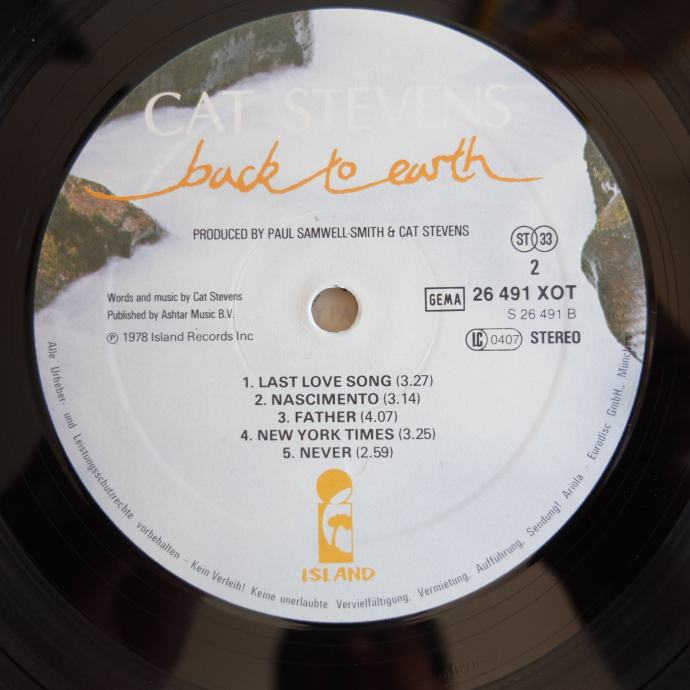 CAT STEVENS
back to earth
PRODUCED BY PAUL SAMWELL-SMITH & CAT STEVENS
ST 33
2
Words and music by Cat Stevens
Published by Ashtar Music B.V.
℗ 1978 Island Records Inc
GEMA 26 491 XOT
S 26 491 B
LC 0407 STEREO
1. LAST LOVE SONG (3.27)
2. NASCIMENTO (3.14)
3. FATHER (4.07)
4. NEW YORK TIMES (3.25)
5. NEVER (2.59)
ISLAND
Alle Urheber- und Leistungsschutzrechte vorbehalten – Kein Verleih! Keine unerlaubte Vervielfältigung, Vermietung, Aufführung, Sendung! Ariola - Eurodisc GmbH., München